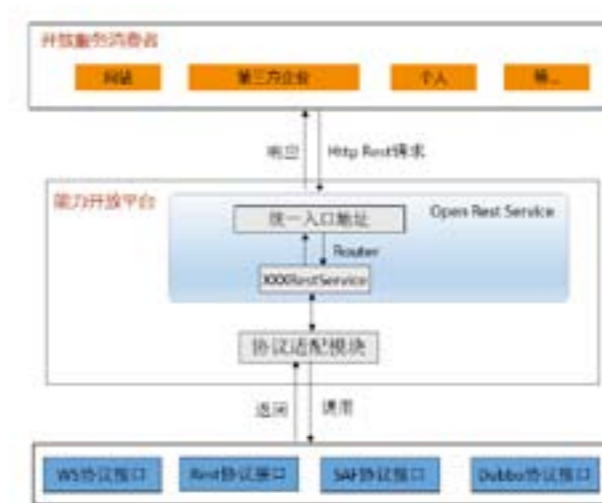 开放服务消费者
网站
第三方企业
个人
等...
响应
Http Rest请求
能力开放平台
统一入口地址
Open Rest Service
Router
XXXRestService
协议适配模块
返回
调用
WS协议接口
Rest协议接口
SAF协议接口
Dubbo协议接口